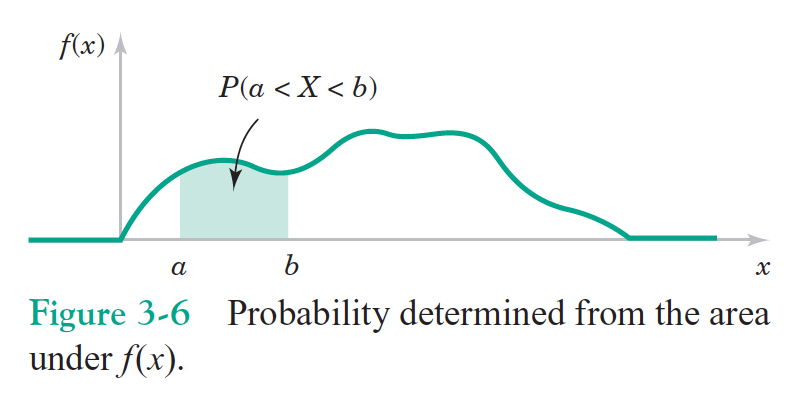 f(x)
P(a < X < b)
a b
x
Figure 3-6 Probability determined from the area
under f(x).